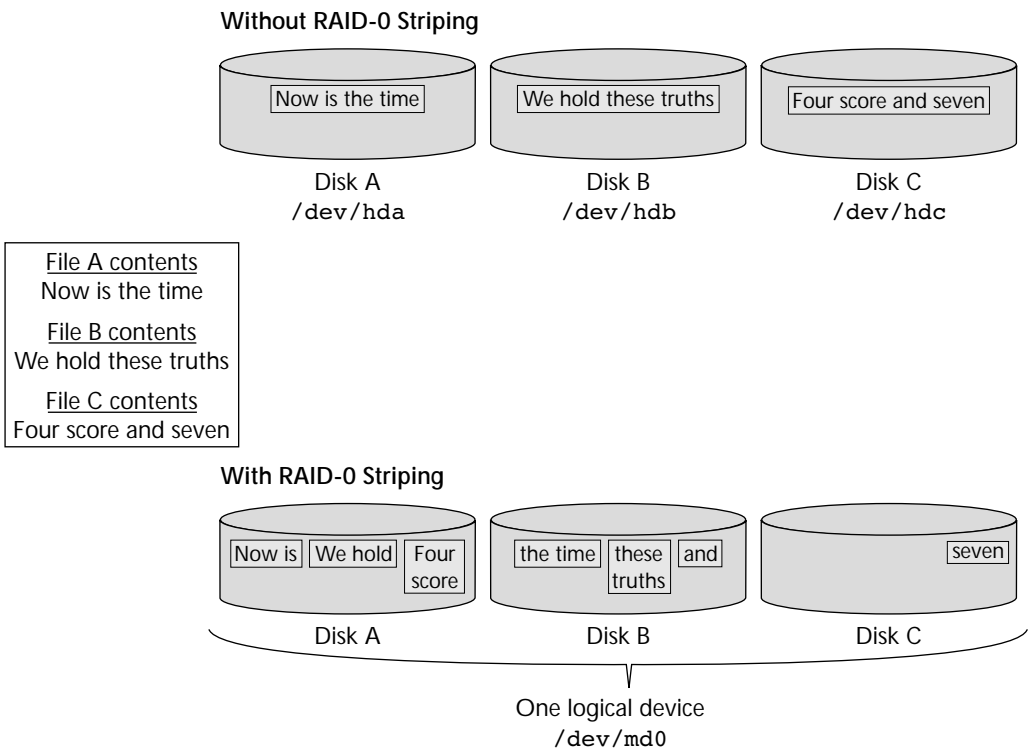 Without RAID-0 Striping
Now is the time
We hold these truths
Four score and seven
Disk A
Disk B
Disk C
/dev/hda
/dev/hdb
/dev/hdc
File A contents
Now is the time
File B contents
We hold these truths
File C contents
Four score and seven
With RAID-0 Striping
Now is
We hold
Four
score
the time
these
truths
and
seven
Disk A
Disk B
Disk C
One logical device
/dev/md0